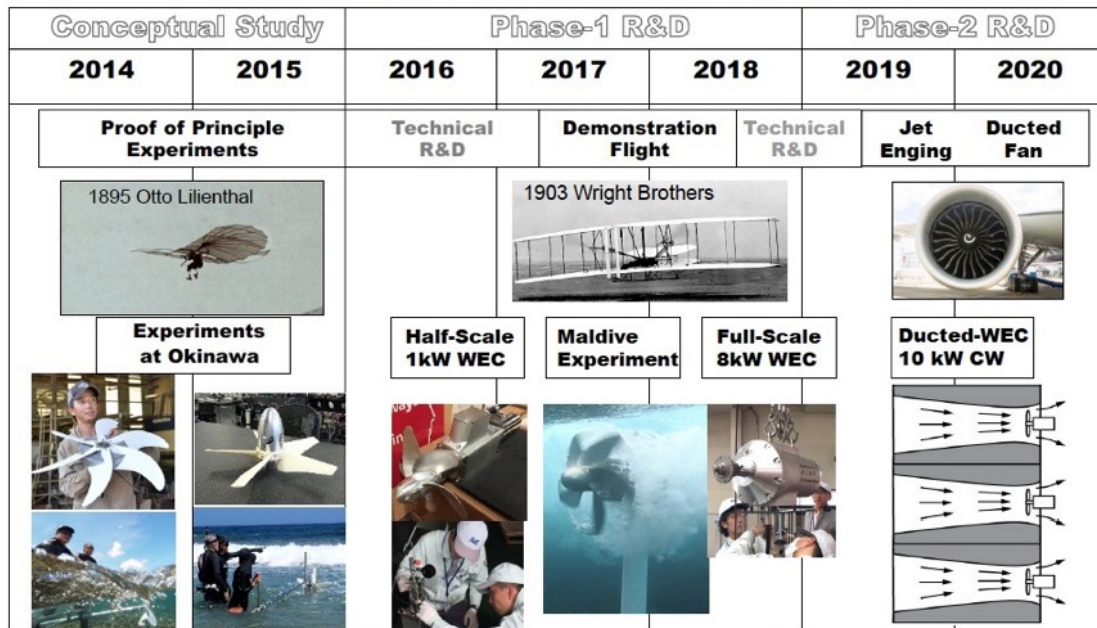 Conceptual Study
Phase-1 R&D
Phase-2 R&D
2014
2015
2016
2017
2018
2019
2020
Proof of Principle
Experiments
Technical
R&D
Demonstration
Flight
Technical
R&D
Jet
Enging
Ducted
Fan
1895 Otto Lilienthal
1903 Wright Brothers
Experiments
at Okinawa
Half-Scale
1kW WEC
Maldive
Experiment
Full-Scale
8kW WEC
Ducted-WEC
10 kW CW